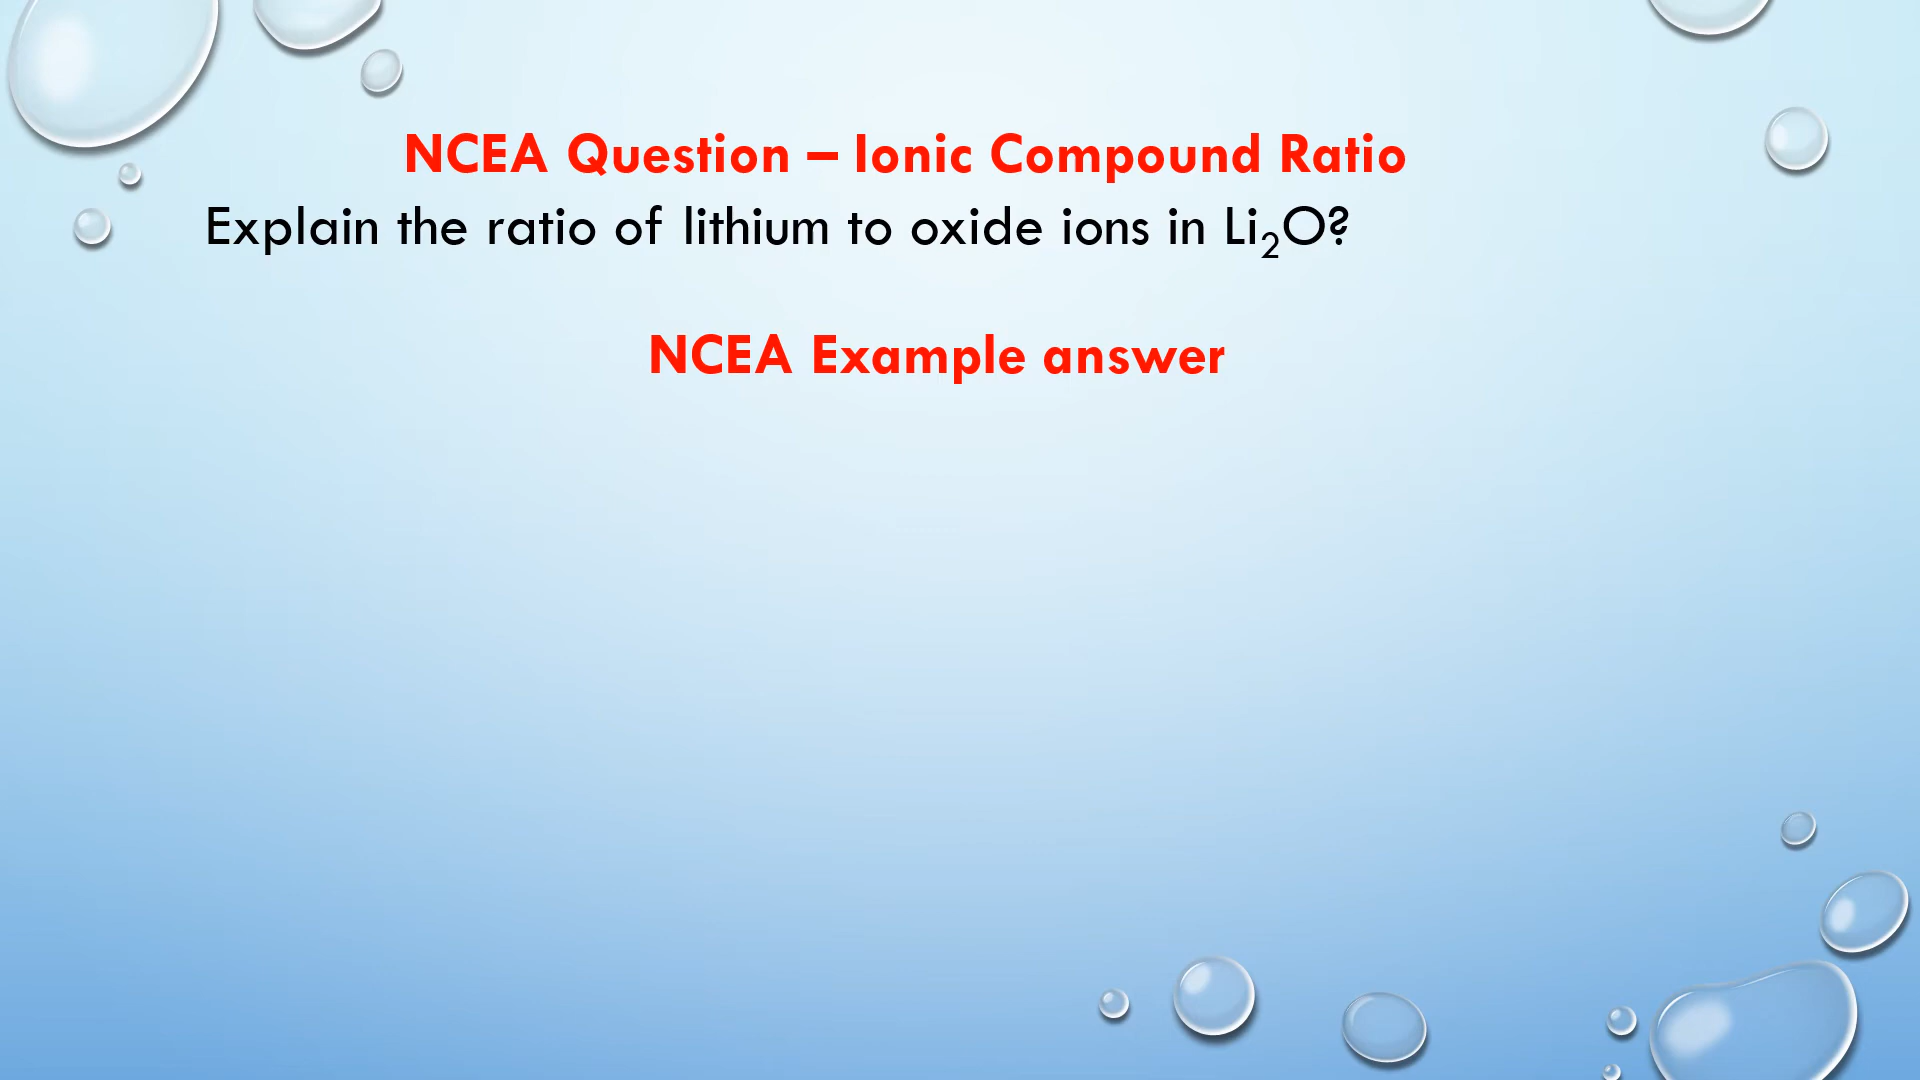 NCEA Question – Ionic Compound Ratio
Explain the ratio of lithium to oxide ions in Li₂O?
NCEA Example answer